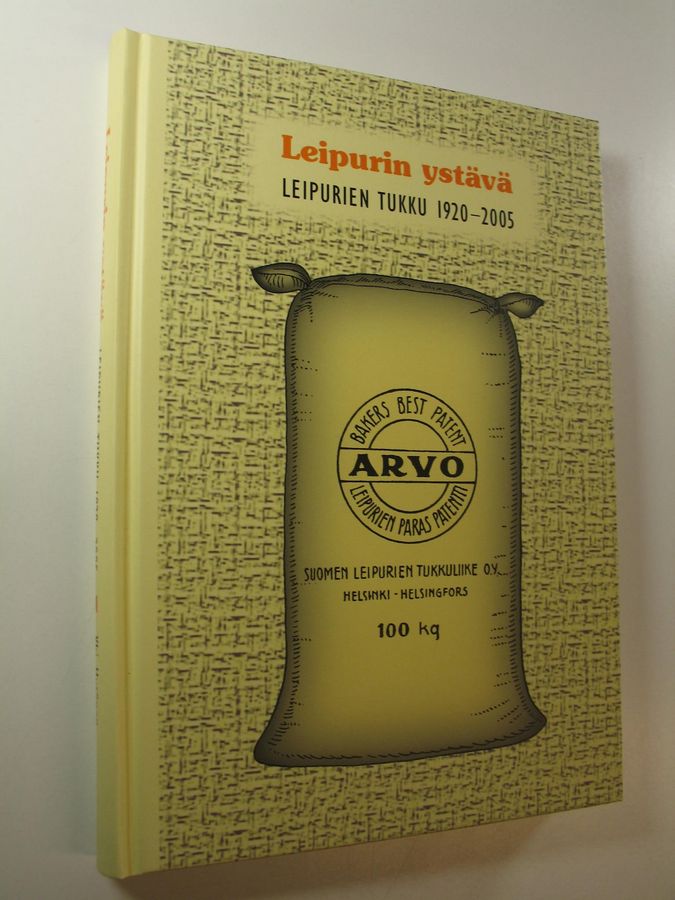 Leipurin ystävä
LEIPURIEN TUKKU 1920–2005
BAKERS BEST PATENT
ARVO
LEIPURIEN PARAS PATENTTI
SUOMEN LEIPURIEN TUKKULIIKE O.Y.
HELSINKI - HELSINGFORS
100 kg